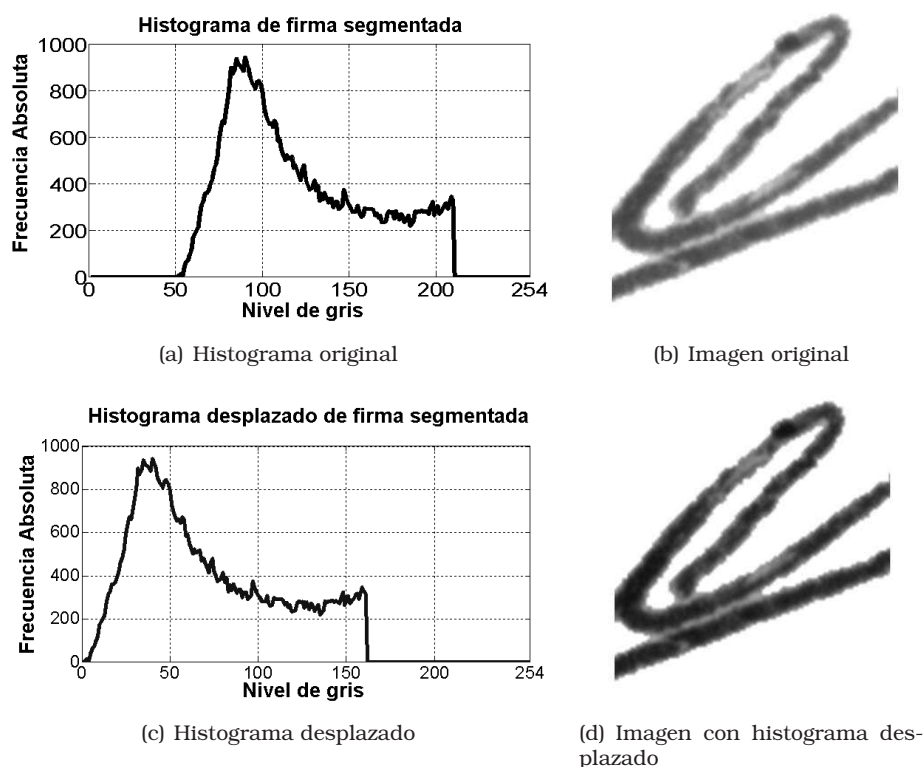 Histograma de firma segmentada
Frecuencia Absoluta
1000
800
600
400
200
0
0 50 100 150 200 254
Nivel de gris
(a) Histograma original
(b) Imagen original
Histograma desplazado de firma segmentada
Frecuencia Absoluta
1000
800
600
400
200
0
0 50 100 150 200 254
Nivel de gris
(c) Histograma desplazado
(d) Imagen con histograma des-
plazado